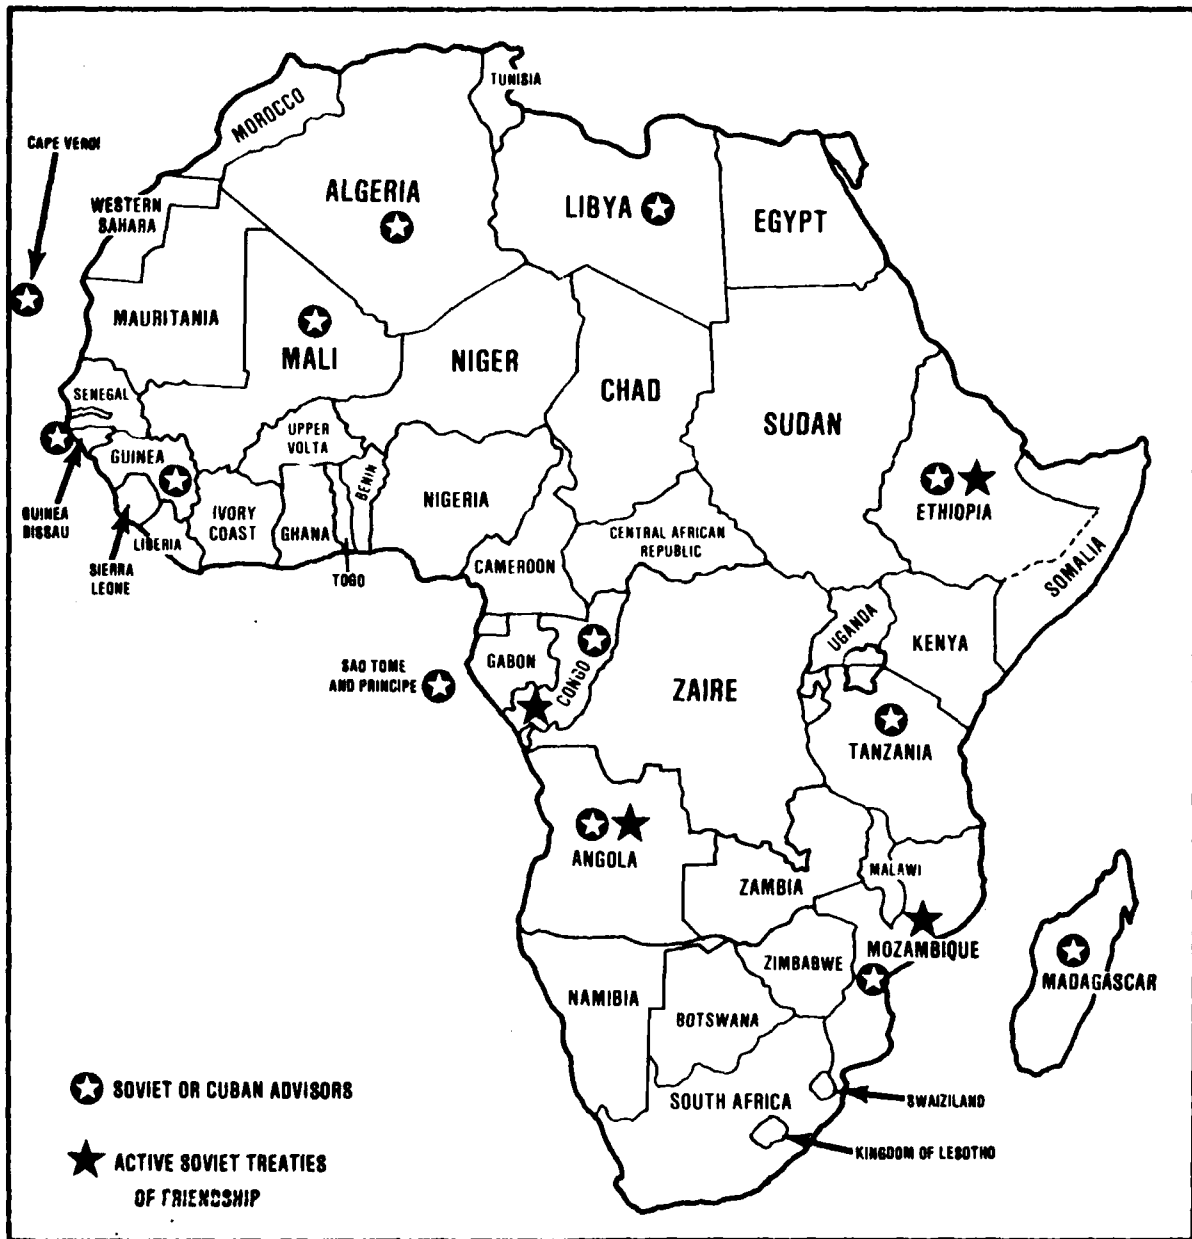 TUNISIA
MOROCCO
CAPE VERDI
ALGERIA
LIBYA
EGYPT
WESTERN
SAHARA
MAURITANIA
MALI
NIGER
CHAD
SUDAN
SENEGAL
UPPER
VOLTA
GUINEA
BENIN
NIGERIA
ETHIOPIA
GUINEA
BISSAU
IVORY
COAST
GHANA
LIBERIA
CENTRAL AFRICAN
REPUBLIC
SIERRA
LEONE
TOGO
CAMEROON
SOMALIA
UGANDA
KENYA
GABON
CONGO
SAO TOME
AND PRINCIPE
ZAIRE
TANZANIA
ANGOLA
MALAWI
ZAMBIA
MOZAMBIQUE
ZIMBABWE
MADAGASCAR
NAMIBIA
BOTSWANA
SOVIET OR CUBAN ADVISORS
SOUTH AFRICA
SWAIZILAND
KINGDOM OF LESOTHO
ACTIVE SOVIET TREATIES
OF FRIENDSHIP